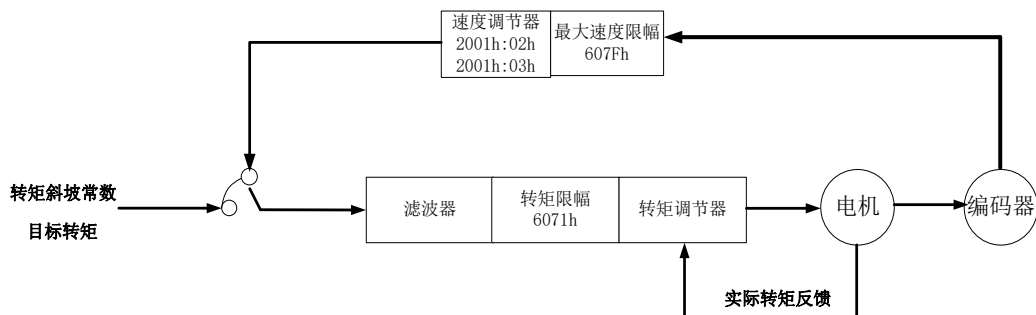 速度调节器
2001h:02h
2001h:03h
最大速度限幅
607Fh
转矩斜坡常数
目标转矩
滤波器
转矩限幅
6071h
转矩调节器
电机
编码器
实际转矩反馈